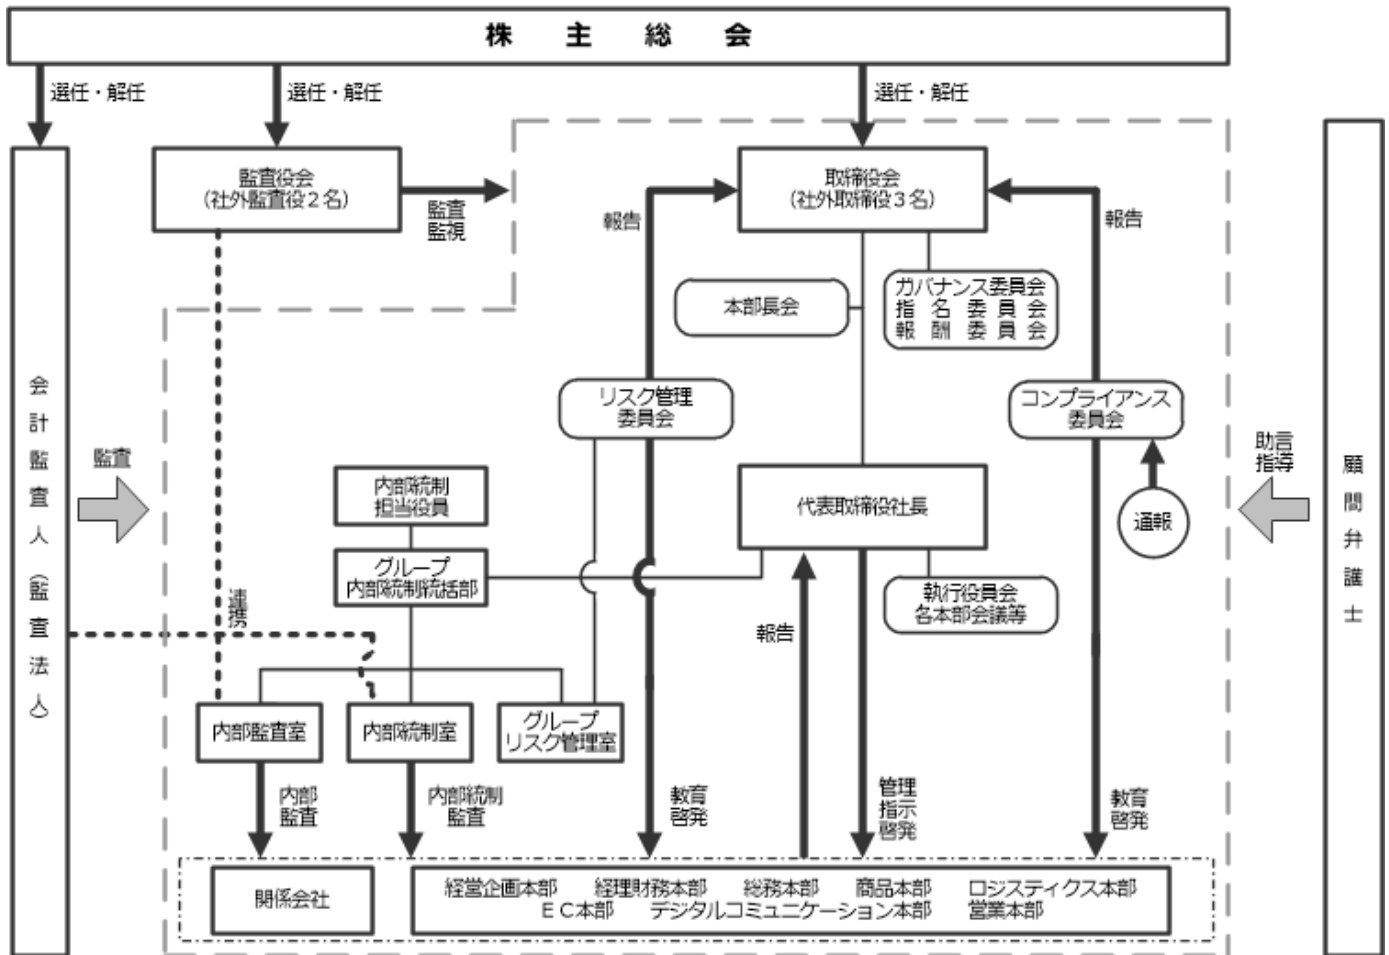 株主総会
選任・解任
選任・解任
選任・解任
監査役会
(社外監査役2名)
監査
監視
取締役会
(社外取締役3名)
報告
報告
本部長会
ガバナンス委員会
指名委員会
報酬委員会
リスク管理
委員会
コンプライアンス
委員会
会計監査人(監査法人)
監査
内部統制
担当役員
代表取締役社長
通報
助言
指導
顧問弁護士
グループ
内部統制統括部
執行役員会
各本部会議等
連携
報告
内部監査室
内部統制室
グループ
リスク管理室
内部
監査
内部統制
監査
教育
啓発
管理
指示
啓発
教育
啓発
関係会社
経営企画本部 経理財務本部 総務本部 商品本部 ロジスティクス本部
EC本部 デジタルコミュニケーション本部 営業本部